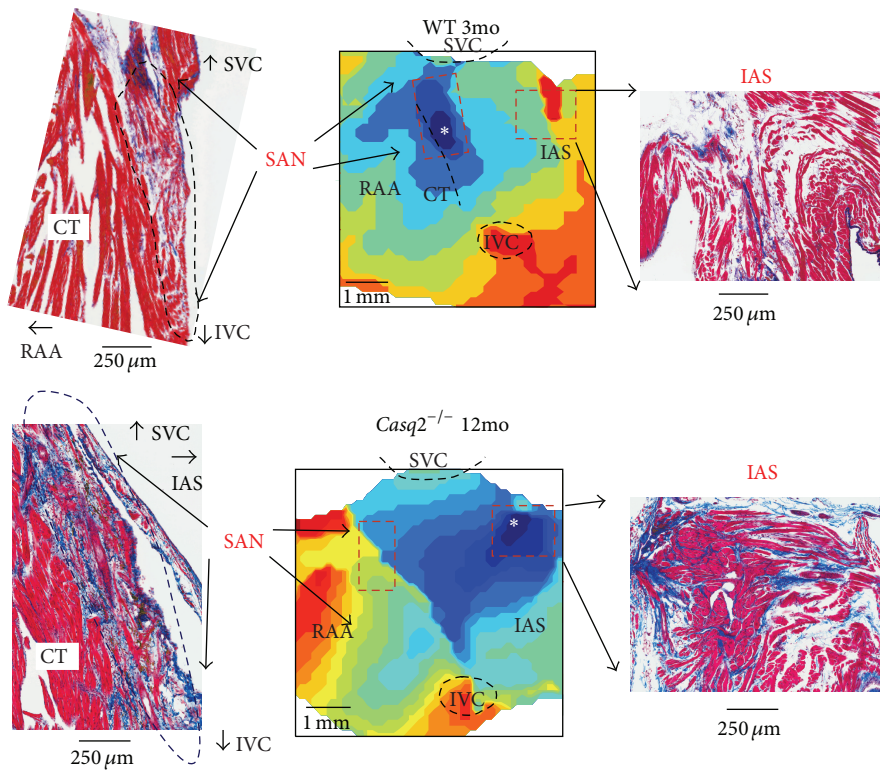 WT 3mo
SVC
↑ SVC
SAN
IAS
*
IAS
RAA
CT
CT
IVC
1 mm
↓ IVC
←
RAA
250 μm
250 μm
Casq2⁻/⁻ 12mo
↑ SVC
→
IAS
SVC
IAS
SAN
*
RAA
IAS
CT
IVC
1 mm
↓ IVC
250 μm
250 μm